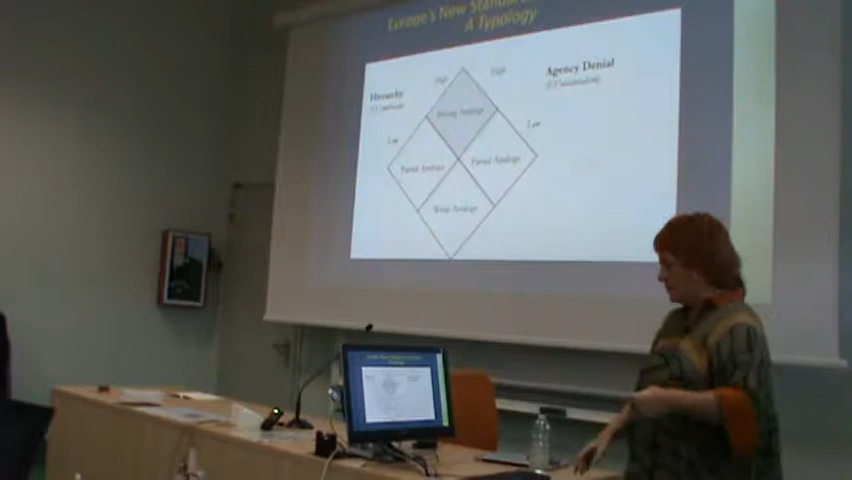 Europe's New Standard
A Typology
High
High
Agency Denial
Hierarchy
Strong Analogy
Low
Low
Partial Analogy
Partial Analogy
Weak Analogy